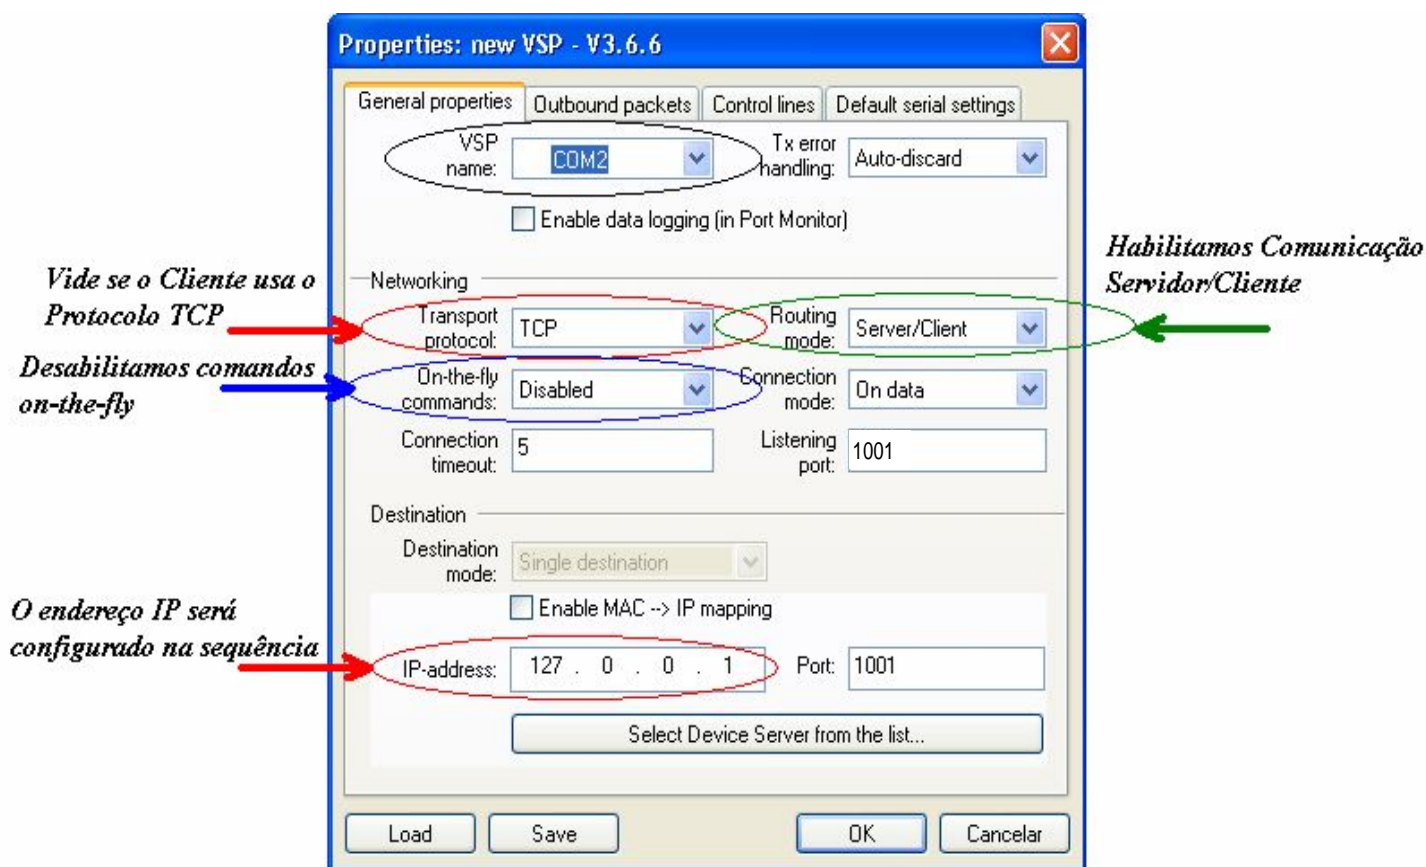 Properties: new VSP - V3.6.6
General properties
Outbound packets
Control lines
Default serial settings
VSP
name:
COM2
Tx error
handling:
Auto-discard
Enable data logging (in Port Monitor)
Habilitamos Comunicação
Servidor/Cliente
Vide se o Cliente usa o
Protocolo TCP
Networking
Transport
protocol:
TCP
Routing
mode:
Server/Client
Desabilitamos comandos
on-the-fly
On-the-fly
commands:
Disabled
Connection
mode:
On data
Connection
timeout:
5
Listening
port:
1001
Destination
Destination
mode:
Single destination
O endereço IP será
configurado na sequência
Enable MAC --> IP mapping
IP-address:
127 . 0 . 0 . 1
Port:
1001
Select Device Server from the list...
Load
Save
OK
Cancelar